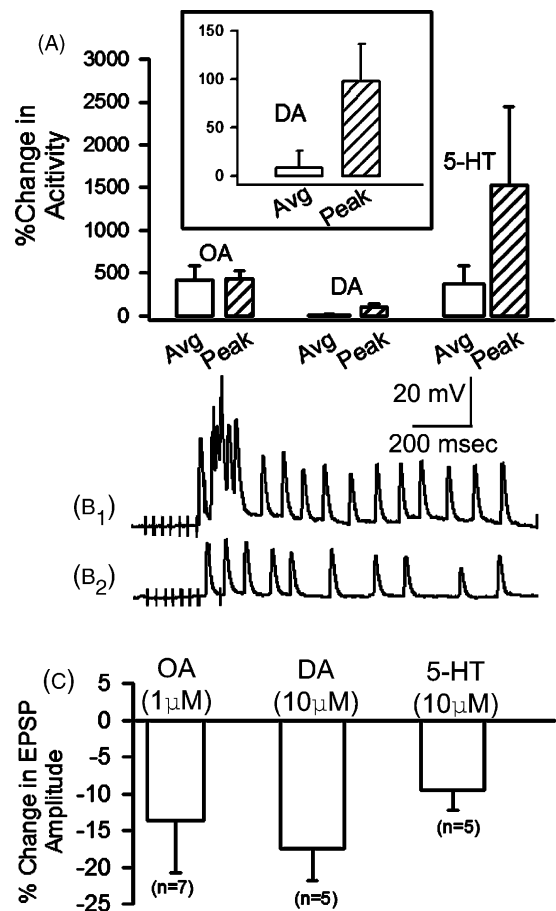 (A)
%Change in
Acitivity
3000
2500
2000
1500
1000
500
0
150
100
50
0
DA
Avg
Peak
OA
DA
5-HT
Avg
Peak
Avg
Peak
Avg
Peak
20 mV
200 msec
(B1)
(B2)
(C)
% Change in EPSP
Amplitude
5
0
-5
-10
-15
-20
-25
OA
(1μM)
DA
(10μM)
5-HT
(10μM)
(n=7)
(n=5)
(n=5)